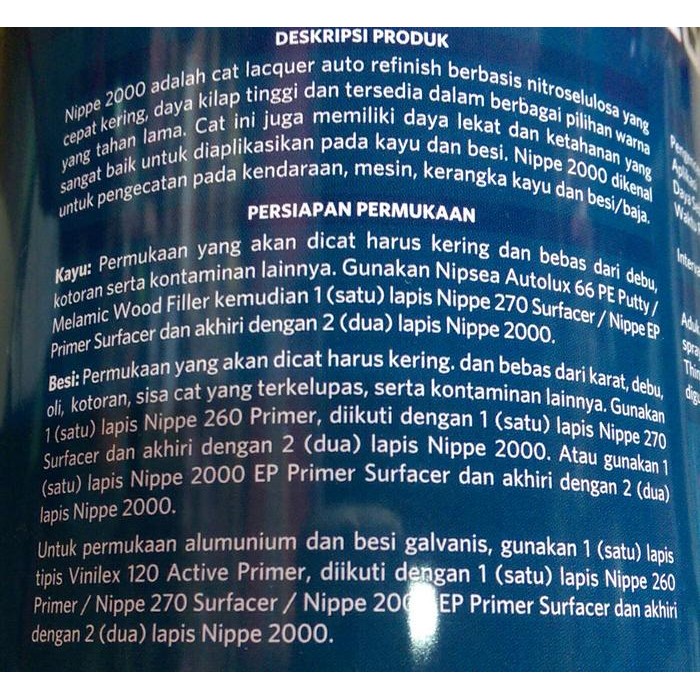 DESKRIPSI PRODUK
Nippe 2000 adalah cat lacquer auto refinish berbasis nitroselulosa yang
cepat kering, daya kilap tinggi dan tersedia dalam berbagai pilihan warna
yang tahan lama. Cat ini juga memiliki daya lekat dan ketahanan yang
sangat baik untuk diaplikasikan pada kayu dan besi. Nippe 2000 dikenal
untuk pengecatan pada kendaraan, mesin, kerangka kayu dan besi/baja.
PERSIAPAN PERMUKAAN
Kayu: Permukaan yang akan dicat harus kering dan bebas dari debu,
kotoran serta kontaminan lainnya. Gunakan Nipsea Autolux 66 PE Putty /
Melamic Wood Filler kemudian 1 (satu) lapis Nippe 270 Surfacer / Nippe EP
Primer Surfacer dan akhiri dengan 2 (dua) lapis Nippe 2000.
Besi: Permukaan yang akan dicat harus kering. dan bebas dari karat, debu,
oli, kotoran, sisa cat yang terkelupas, serta kontaminan lainnya. Gunakan
1 (satu) lapis Nippe 260 Primer, diikuti dengan 1 (satu) lapis Nippe 270
Surfacer dan akhiri dengan 2 (dua) lapis Nippe 2000. Atau gunakan 1
(satu) lapis Nippe 2000 EP Primer Surfacer dan akhiri dengan 2 (dua)
lapis Nippe 2000.
Untuk permukaan alumunium dan besi galvanis, gunakan 1 (satu) lapis
tipis Vinilex 120 Active Primer, diikuti dengan 1 (satu) lapis Nippe 260
Primer / Nippe 270 Surfacer / Nippe EP Primer Surfacer dan akhiri
dengan 2 (dua) lapis Nippe 2000.